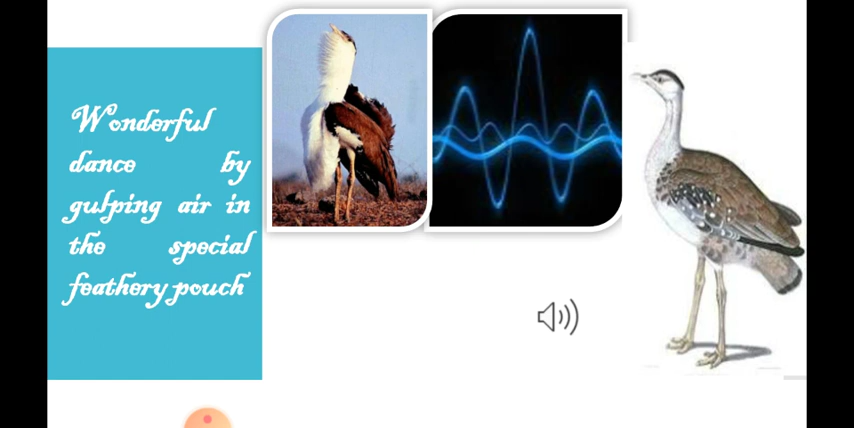 Wonderful
dance by
gulping air in
the special
feathery pouch